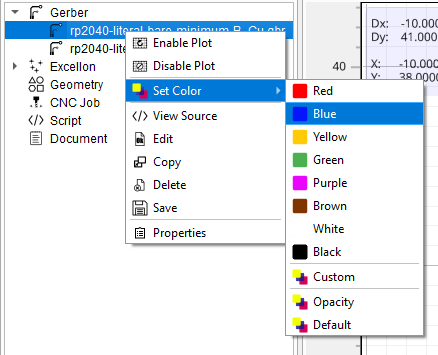 Gerber
rp2040-literal-bare-minimum-B_Cu.gbr
rp2040-lite
Excellon
Geometry
CNC Job
Script
Document
Enable Plot
Disable Plot
Set Color
View Source
Edit
Copy
Delete
Save
Properties
Red
Blue
Yellow
Green
Purple
Brown
White
Black
Custom
Opacity
Default
Dx: -10.000
Dy: 41.000
X: -10.000
Y: 38.0000
40